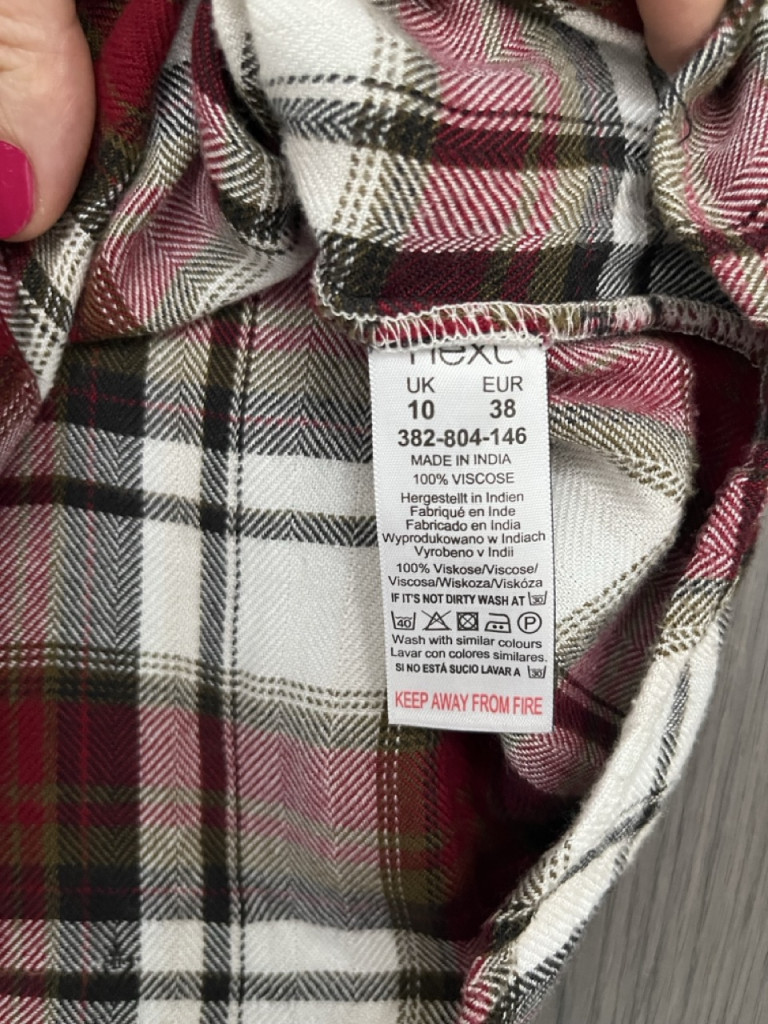 next
UK EUR
10 38
382-804-146
MADE IN INDIA
100% VISCOSE
Hergestellt in Indien
Fabriqué en Inde
Fabricado en India
Wyprodukowano w Indiach
Vyrobeno v Indii
100% Viskose/Viscose/
Viscosa/Wiskoza/Viskóza
IF IT'S NOT DIRTY WASH AT 30
40 P
Wash with similar colours
Lavar con colores similares.
SI NO ESTÁ SUCIO LAVAR A 30
KEEP AWAY FROM FIRE